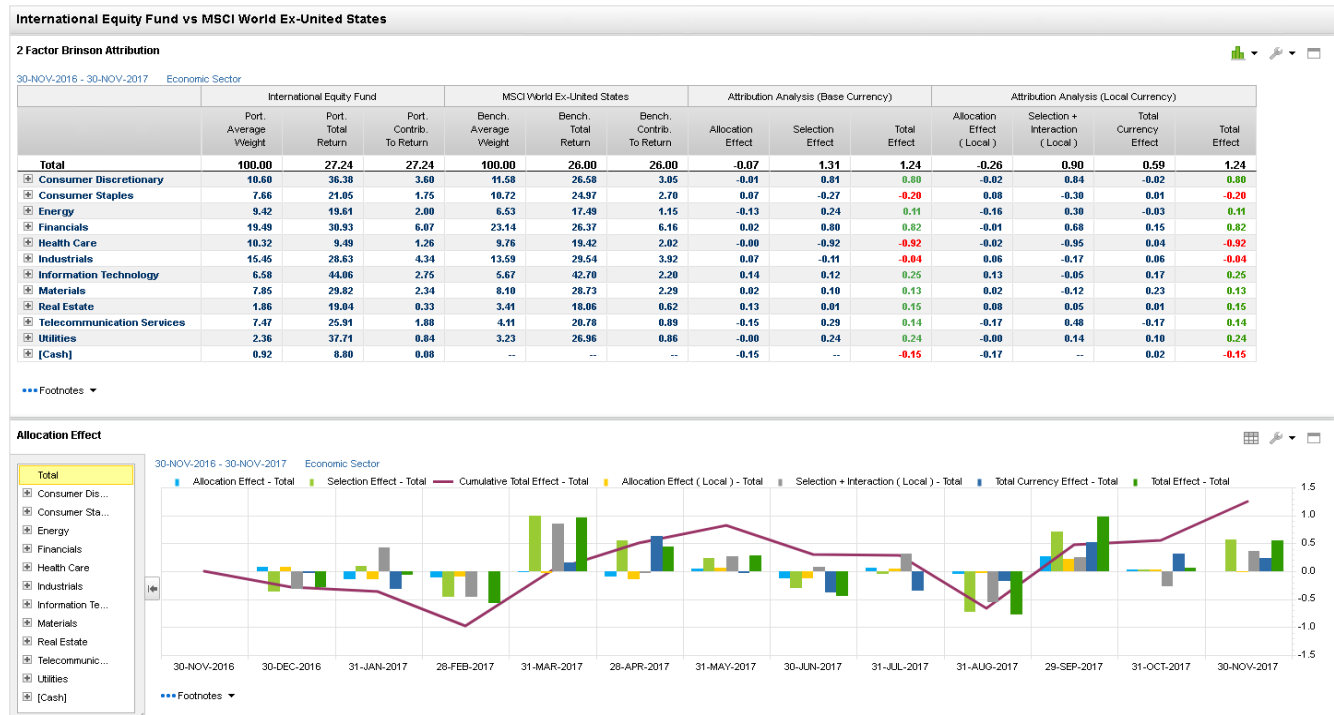 International Equity Fund vs MSCI World Ex-United States
2 Factor Brinson Attribution
30-NOV-2016 - 30-NOV-2017 Economic Sector
International Equity Fund MSCI World Ex-United States Attribution Analysis (Base Currency) Attribution Analysis (Local Currency)
Port. Average Weight Port. Total Return Port. Contrib. To Return Bench. Average Weight Bench. Total Return Bench. Contrib. To Return Allocation Effect Selection Effect Total Effect Allocation Effect ( Local ) Selection + Interaction ( Local ) Total Currency Effect Total Effect
Total 100.00 27.24 27.24 100.00 26.00 26.00 -0.07 1.31 1.24 -0.26 0.90 0.59 1.24
Consumer Discretionary 10.60 36.38 3.60 11.58 26.58 3.05 -0.01 0.81 0.80 -0.02 0.84 -0.02 0.80
Consumer Staples 7.66 21.05 1.75 10.72 24.97 2.70 0.07 -0.27 -0.20 0.08 -0.30 0.01 -0.20
Energy 9.42 19.61 2.00 6.53 17.49 1.15 -0.13 0.24 0.11 -0.16 0.30 -0.03 0.11
Financials 19.49 30.93 6.07 23.14 26.37 6.16 0.02 0.80 0.82 -0.01 0.68 0.15 0.82
Health Care 10.32 9.49 1.26 9.76 19.42 2.02 -0.00 -0.92 -0.92 -0.02 -0.95 0.04 -0.92
Industrials 15.45 28.63 4.34 13.59 29.54 3.92 0.07 -0.11 -0.04 0.06 -0.17 0.06 -0.04
Information Technology 6.58 44.06 2.75 5.67 42.70 2.20 0.14 0.12 0.25 0.13 -0.05 0.17 0.25
Materials 7.85 29.82 2.34 8.10 28.73 2.29 0.02 0.10 0.13 0.02 -0.12 0.23 0.13
Real Estate 1.86 19.04 0.33 3.41 18.06 0.62 0.13 0.01 0.15 0.08 0.05 0.01 0.15
Telecommunication Services 7.47 25.91 1.88 4.11 20.78 0.89 -0.15 0.29 0.14 -0.17 0.48 -0.17 0.14
Utilities 2.36 37.71 0.84 3.23 26.96 0.86 -0.00 0.24 0.24 -0.00 0.14 0.10 0.24
[Cash] 0.92 8.80 0.08 -- -- -- -0.15 -- -0.15 -0.17 -- 0.02 -0.15
Footnotes
Allocation Effect
Total
Consumer Dis...
Consumer Sta...
Energy
Financials
Health Care
Industrials
Information Te...
Materials
Real Estate
Telecommunic...
Utilities
[Cash]
30-NOV-2016 - 30-NOV-2017 Economic Sector
Allocation Effect - Total Selection Effect - Total Cumulative Total Effect - Total Allocation Effect ( Local ) - Total Selection + Interaction ( Local ) - Total Total Currency Effect - Total Total Effect - Total
1.5
1.0
0.5
0.0
-0.5
-1.0
-1.5
30-NOV-2016 30-DEC-2016 31-JAN-2017 28-FEB-2017 31-MAR-2017 28-APR-2017 31-MAY-2017 30-JUN-2017 31-JUL-2017 31-AUG-2017 29-SEP-2017 31-OCT-2017 30-NOV-2017
Footnotes